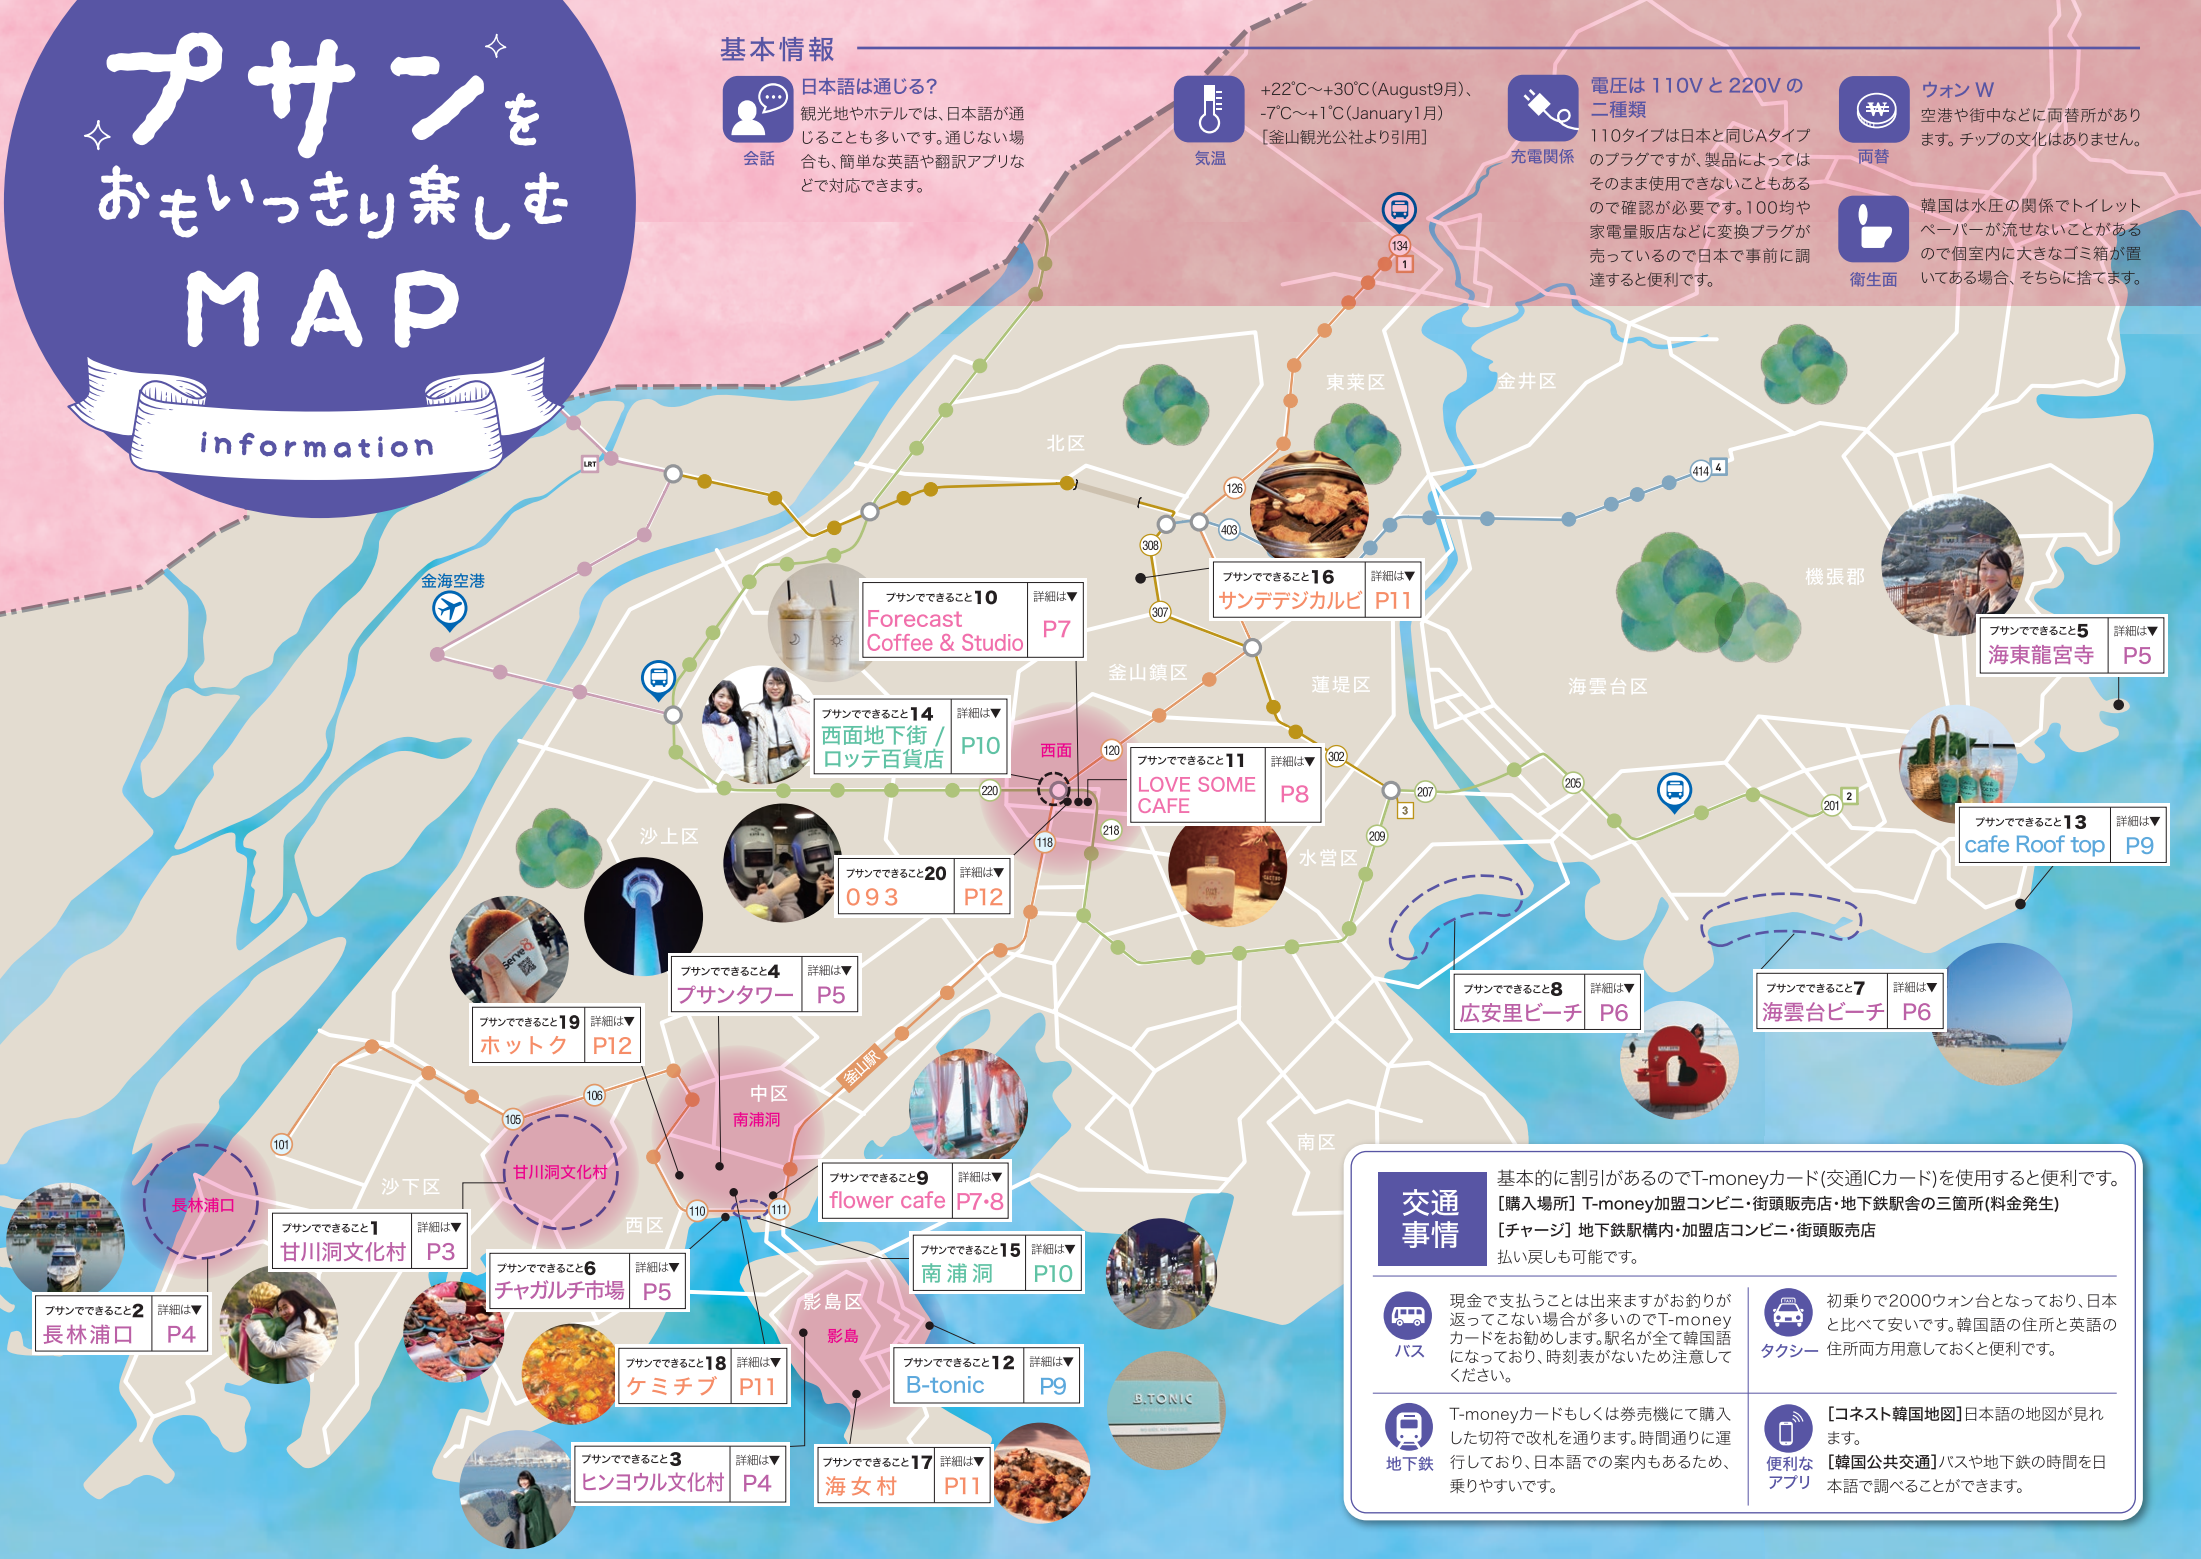 プサンを
おもいっきり楽しむ
MAP
information
基本情報
会話
日本語は通じる?
観光地やホテルでは、日本語が通
じることも多いです。通じない場
合も、簡単な英語や翻訳アプリな
どで対応できます。
気温
+22℃〜+30℃(August9月)、
-7℃〜+1℃(January1月)
[釜山観光公社より引用]
充電関係
電圧は110Vと220Vの
二種類
110タイプは日本と同じAタイプ
のプラグですが、製品によっては
そのまま使用できないこともある
ので確認が必要です。100均や
家電量販店などに変換プラグが
売っているので日本で事前に調
達すると便利です。
両替
ウォン W
空港や街中などに両替所があり
ます。チップの文化はありません。
衛生面
韓国は水圧の関係でトイレット
ペーパーが流せないことがある
ので個室内に大きなゴミ箱が置
いてある場合、そちらに捨てます。
134
1
東莱区
金井区
北区
LRT
126
403
308
307
414
4
機張郡
金海空港
プサンでできること16
サンデデジカルビ
詳細は▼
P11
プサンでできること10
Forecast
Coffee & Studio
詳細は▼
P7
プサンでできること5
海東龍宮寺
詳細は▼
P5
釜山鎮区
蓮堤区
海雲台区
プサンでできること14
西面地下街 /
ロッテ百貨店
詳細は▼
P10
西面
120
302
プサンでできること11
LOVE SOME
CAFE
詳細は▼
P8
220
218
118
207
3
209
205
201
2
沙上区
水営区
プサンでできること13
cafe Roof top
詳細は▼
P9
プサンでできること20
093
詳細は▼
P12
serve
プサンでできること4
プサンタワー
詳細は▼
P5
プサンでできること8
広安里ビーチ
詳細は▼
P6
プサンでできること7
海雲台ビーチ
詳細は▼
P6
プサンでできること19
ホットク
詳細は▼
P12
釜山駅
中区
南浦洞
106
105
101
甘川洞文化村
長林浦口
沙下区
西区
南区
110
111
プサンでできること9
flower cafe
詳細は▼
P7・8
プサンでできること1
甘川洞文化村
詳細は▼
P3
プサンでできること6
チャガルチ市場
詳細は▼
P5
プサンでできること15
南浦洞
詳細は▼
P10
プサンでできること2
長林浦口
詳細は▼
P4
影島区
影島
プサンでできること18
ケミチブ
詳細は▼
P11
プサンでできること12
B-tonic
詳細は▼
P9
B.TONIC
プサンでできること3
ヒンヨウル文化村
詳細は▼
P4
プサンでできること17
海女村
詳細は▼
P11
交通
事情
基本的に割引があるのでT-moneyカード(交通ICカード)を使用すると便利です。
[購入場所] T-money加盟コンビニ・街頭販売店・地下鉄駅舎の三箇所(料金発生)
[チャージ] 地下鉄駅構内・加盟店コンビニ・街頭販売店
払い戻しも可能です。
バス
現金で支払うことは出来ますがお釣りが
返ってこない場合が多いのでT-money
カードをお勧めします。駅名が全て韓国語
になっており、時刻表がないため注意して
ください。
タクシー
初乗りで2000ウォン台となっており、日本
と比べて安いです。韓国語の住所と英語の
住所両方用意しておくと便利です。
地下鉄
T-moneyカードもしくは券売機にて購入
した切符で改札を通ります。時間通りに運
行しており、日本語での案内もあるため、
乗りやすいです。
便利な
アプリ
[コネスト韓国地図]日本語の地図が見れ
ます。
[韓国公共交通]バスや地下鉄の時間を日
本語で調べることができます。